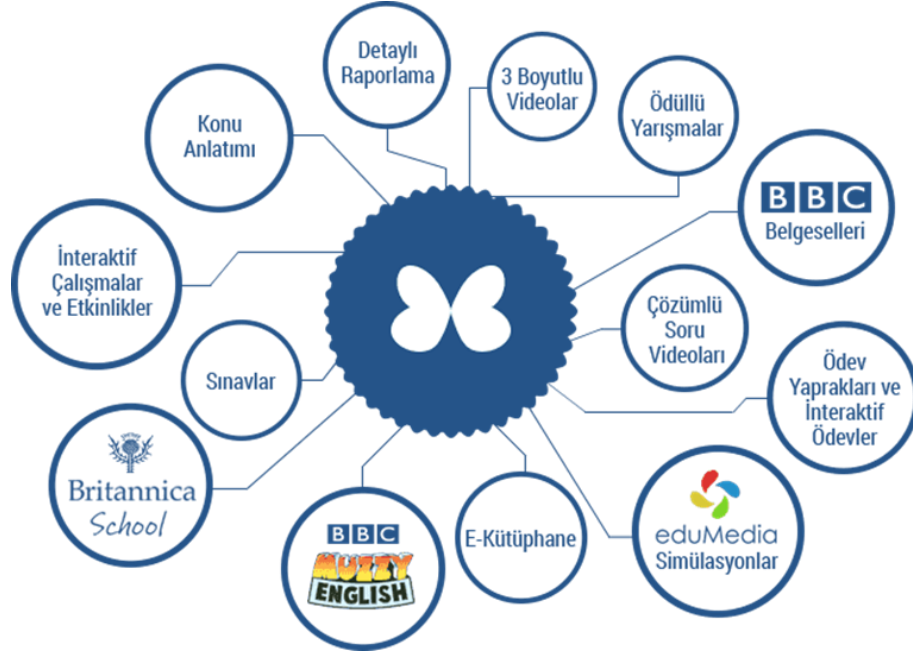 Detaylı
Raporlama
3 Boyutlu
Videolar
Ödüllü
Yarışmalar
Konu
Anlatımı
BBC
Belgeselleri
İnteraktif
Çalışmalar
ve Etkinlikler
Çözümlü
Soru
Videoları
Sınavlar
Ödev
Yaprakları ve
İnteraktif
Ödevler
Britannica
School
BBC
MUZZY
ENGLISH
E-Kütüphane
eduMedia
Simülasyonlar